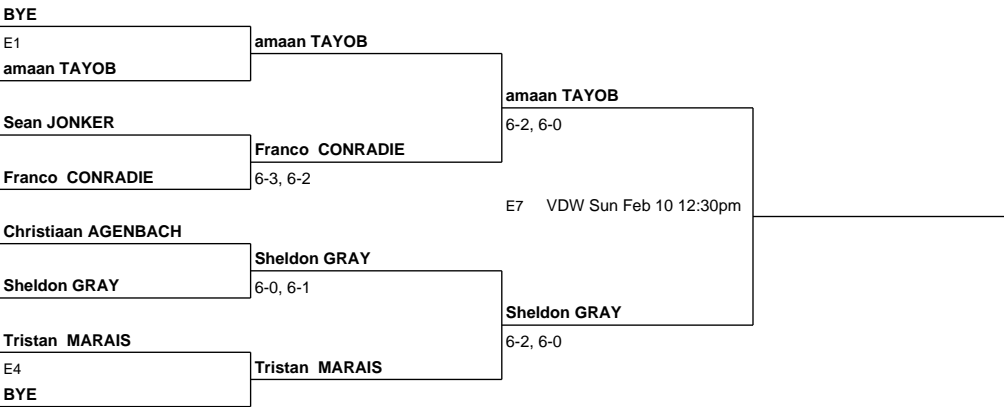 BYE
E1
amaan TAYOB
amaan TAYOB
amaan TAYOB
Sean JONKER
6-2, 6-0
Franco  CONRADIE
Franco  CONRADIE
6-3, 6-2
E7 VDW Sun Feb 10 12:30pm
Christiaan AGENBACH
Sheldon GRAY
Sheldon GRAY
6-0, 6-1
Sheldon GRAY
Tristan  MARAIS
6-2, 6-0
E4
Tristan  MARAIS
BYE